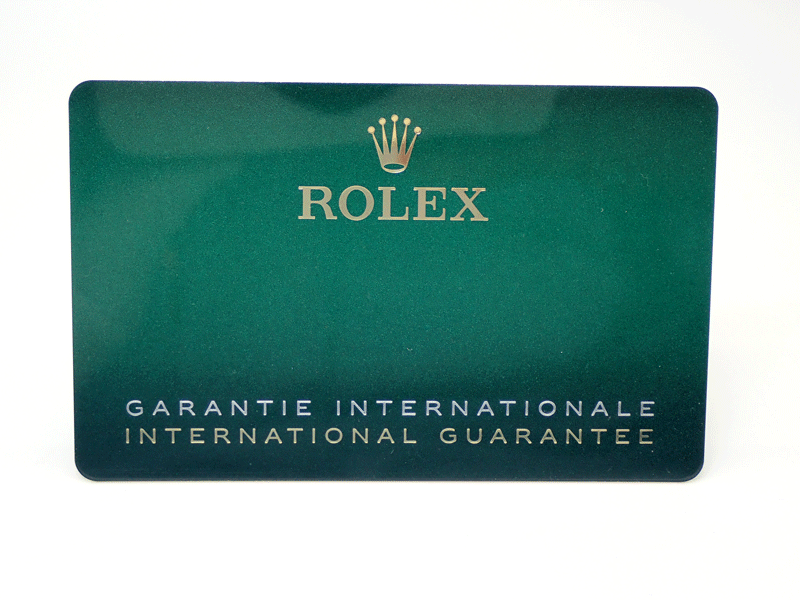 ROLEX
GARANTIE INTERNATIONALE
INTERNATIONAL GUARANTEE